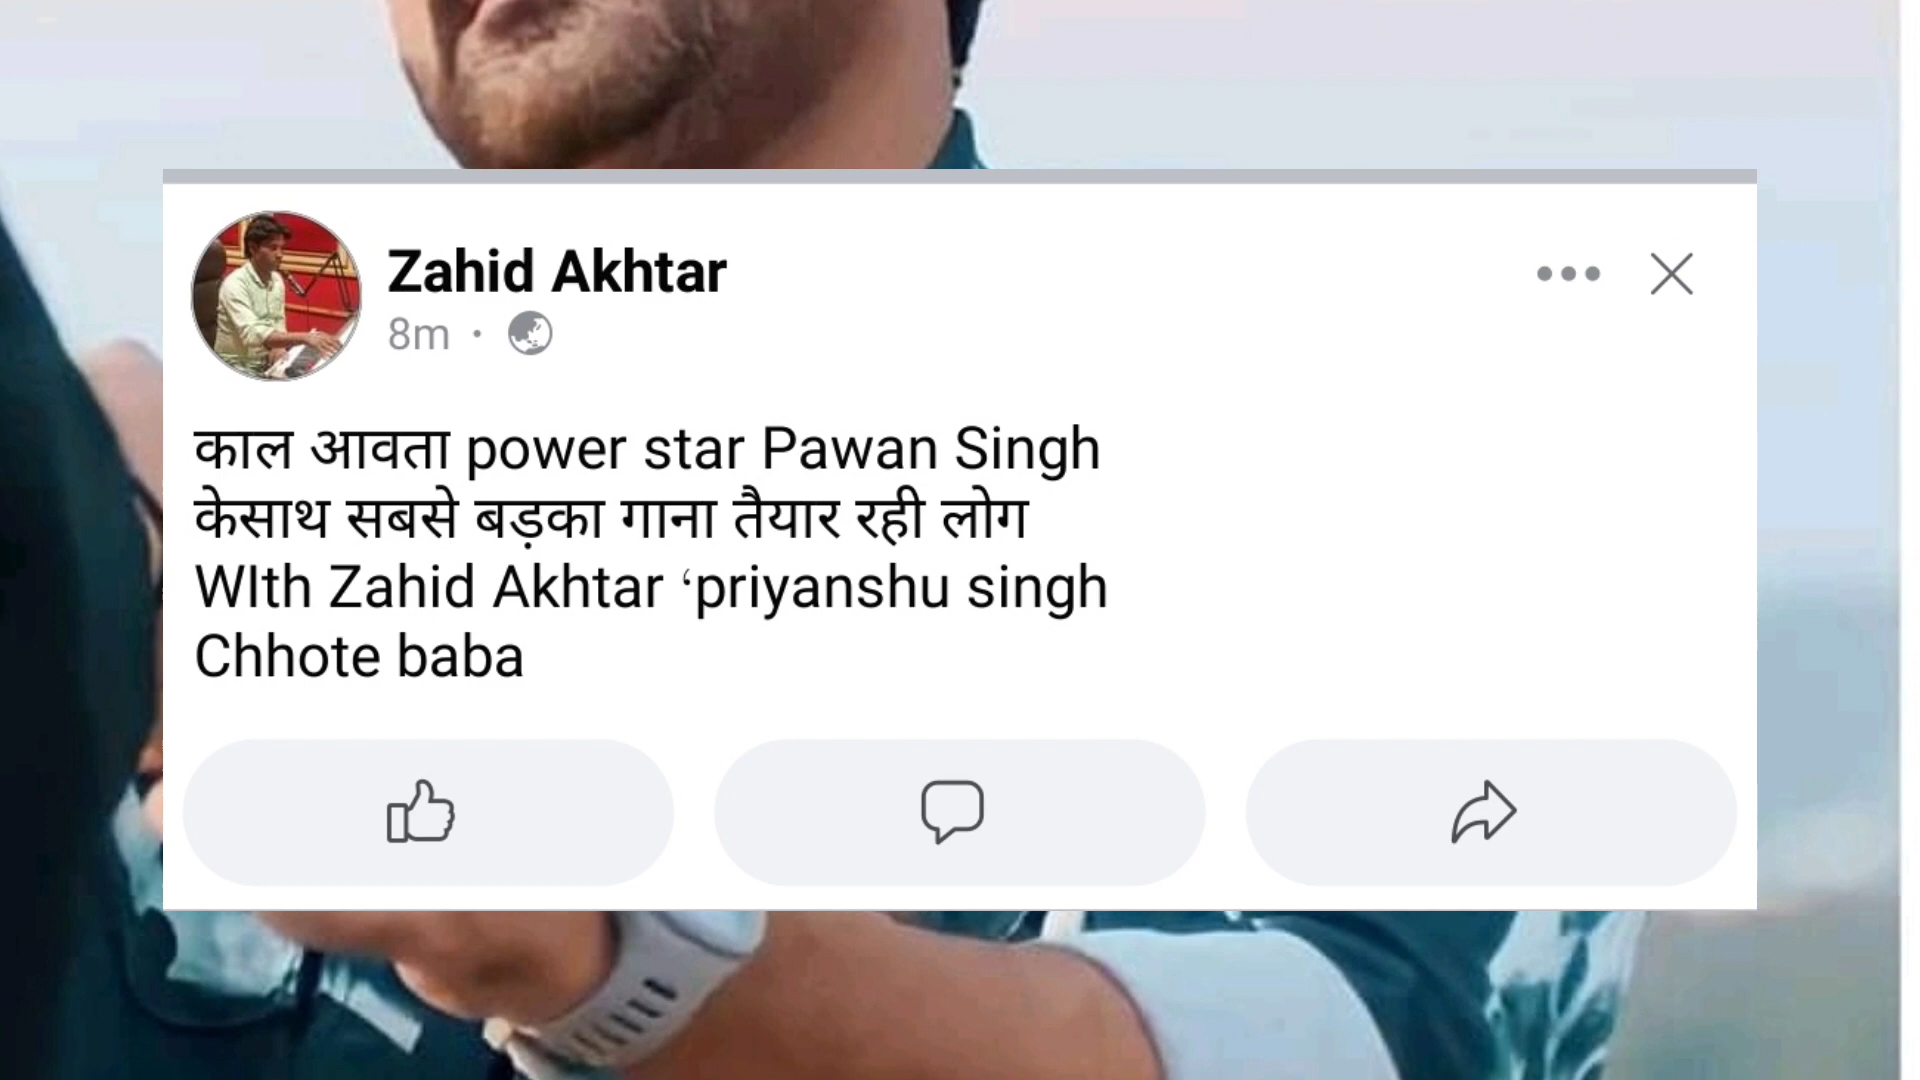 Zahid Akhtar
8m ·
काल आवता power star Pawan Singh
केसाथ सबसे बड़का गाना तैयार रही लोग
WIth Zahid Akhtar ‘priyanshu singh
Chhote baba